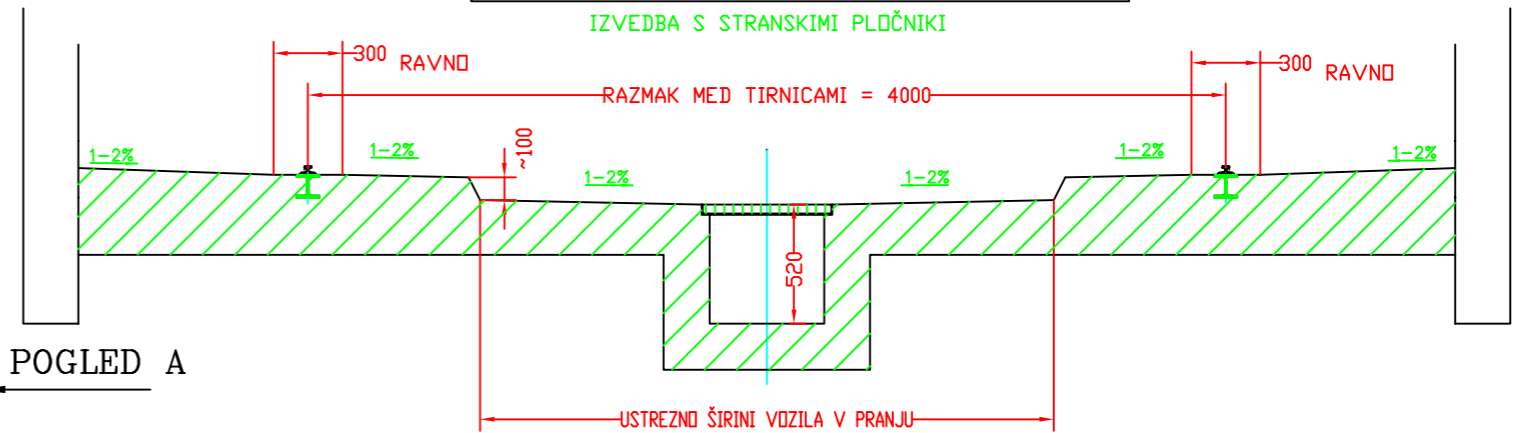 IZVEDBA S STRANSKIMI PLOČNIKI
300 RAVNO
300 RAVNO
RAZMAK MED TIRNICAMI = 4000
1-2%
1-2%
~100
1-2%
1-2%
1-2%
1-2%
520
POGLED A
USTREZNO ŠIRINI VOZILA V PRANJU